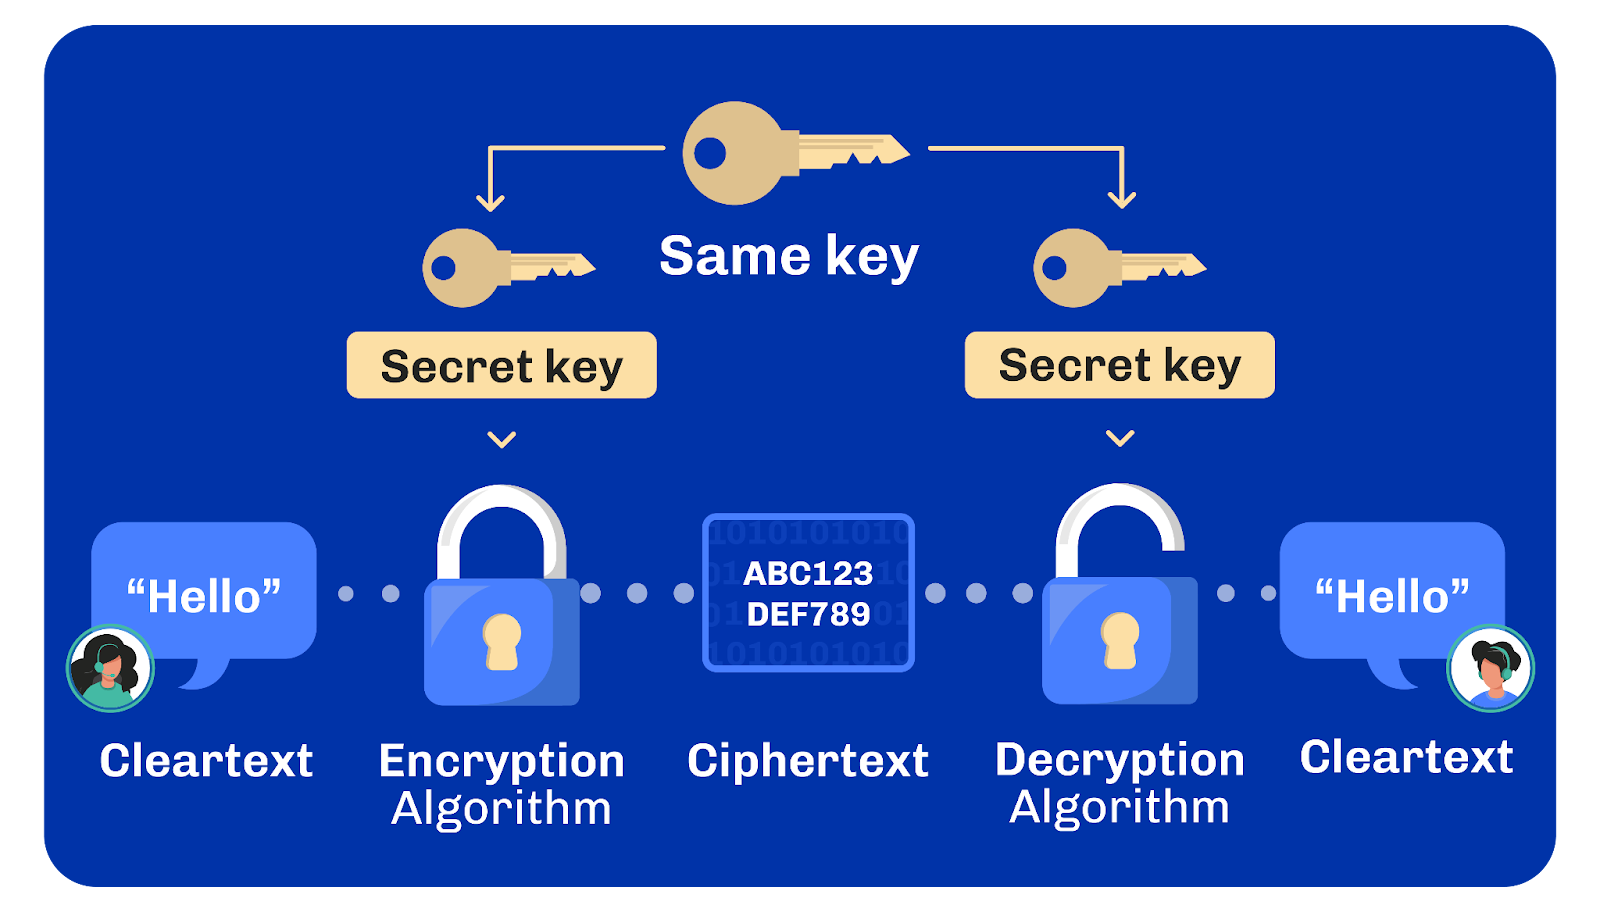 Same key
Secret key
Secret key
“Hello”
ABC123
DEF789
“Hello”
Cleartext
Encryption
Algorithm
Ciphertext
Decryption
Algorithm
Cleartext